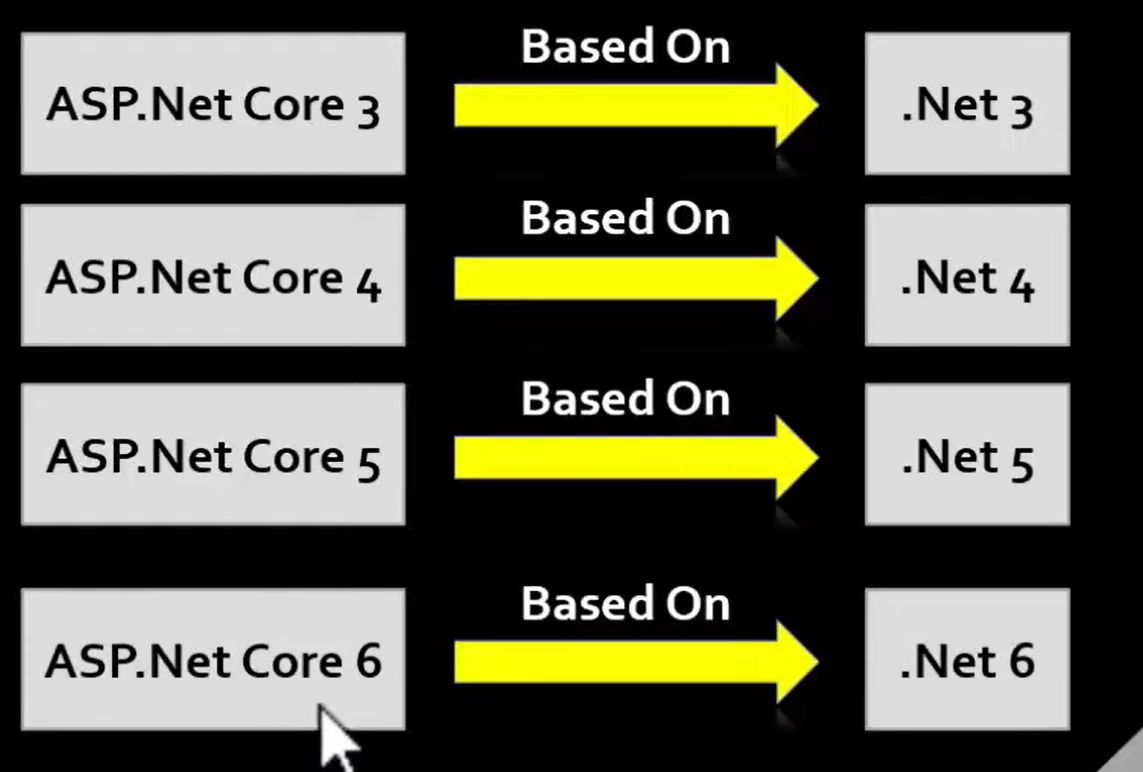 Based On
ASP.Net Core 3
.Net 3
Based On
ASP.Net Core 4
.Net 4
Based On
ASP.Net Core 5
.Net 5
Based On
ASP.Net Core 6
.Net 6